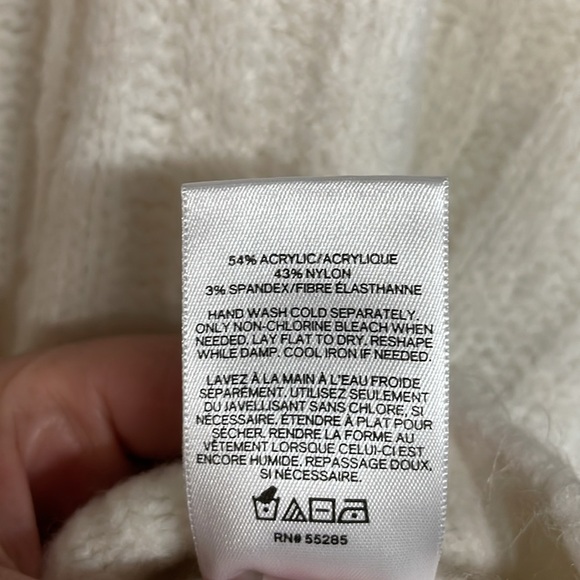 54% ACRYLIC/ACRYLIQUE
43% NYLON
3% SPANDEX/FIBRE ÉLASTHANNE
HAND WASH COLD SEPARATELY.
ONLY NON-CHLORINE BLEACH WHEN
NEEDED. LAY FLAT TO DRY. RESHAPE
WHILE DAMP. COOL IRON IF NEEDED.
LAVEZ À LA MAIN À L'EAU FROIDE
SÉPARÉMENT. UTILISEZ SEULEMENT
DU JAVELLISANT SANS CHLORE, SI
NÉCESSAIRE. ÉTENDRE À PLAT POUR
SÉCHER. RENDRE LA FORME AU
VÊTEMENT LORSQUE CELUI-CI EST
ENCORE HUMIDE. REPASSAGE DOUX,
SI NÉCESSAIRE.
RN# 55285